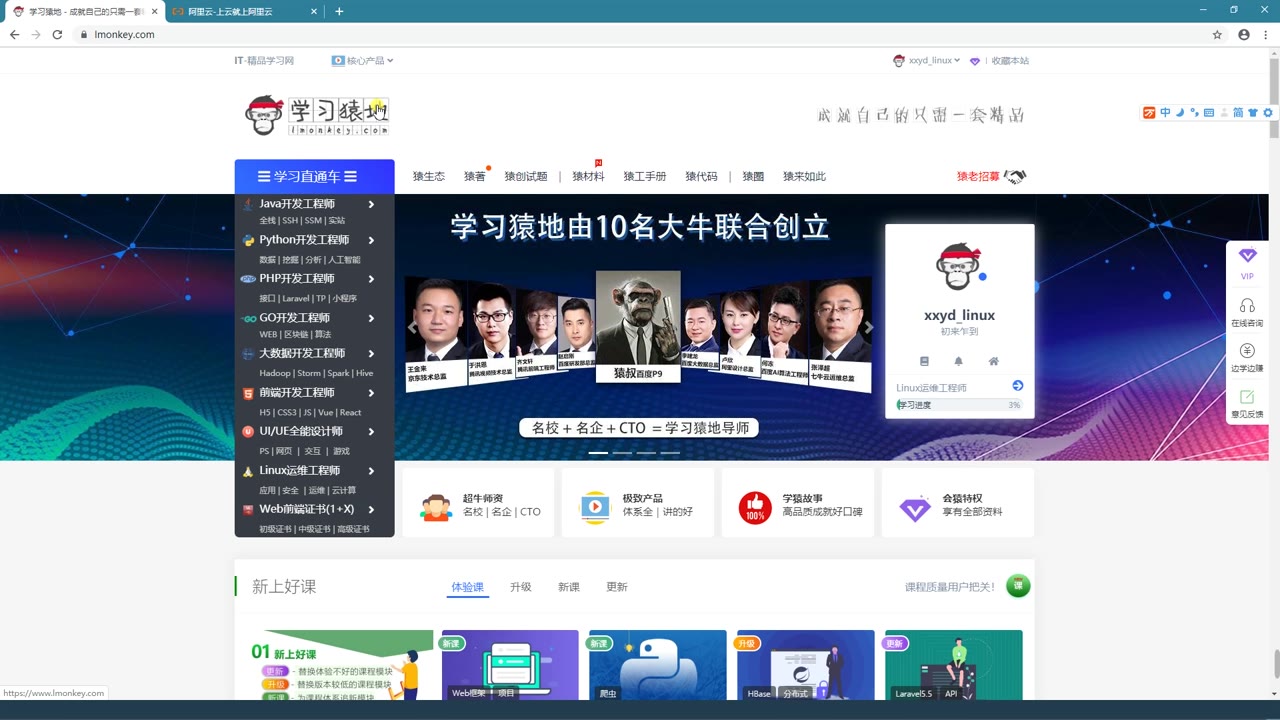 学习猿地 - 成就自己的只需一套精
阿里云-上云就上阿里云
lmonkey.com
IT-精品学习网
核心产品
xxyd_linux
收藏本站
学习猿地
lmonkey.com
成就自己的只需一套精品
中
简
学习直通车
猿生态
猿著
猿创试题
猿材料
猿工手册
猿代码
猿圈
猿来如此
猿老招募
Java开发工程师
全栈 | SSH | SSM | 实站
Python开发工程师
数据 | 挖掘 | 分析 | 人工智能
PHP开发工程师
接口 | Laravel | TP | 小程序
GO开发工程师
WEB | 区块链 | 算法
大数据开发工程师
Hadoop | Storm | Spark | Hive
前端开发工程师
H5 | CSS3 | JS | Vue | React
UI/UE全能设计师
PS | 网页 | 交互 | 游戏
Linux运维工程师
应用 | 安全 | 运维 | 云计算
Web前端证书(1+X)
初级证书 | 中级证书 | 高级证书
学习猿地由10名大牛联合创立
王金来
京东技术总监
于洪恩
腾讯视频技术总监
齐文轩
腾讯前端工程师
赵启刚
百度研发部总监
猿叔百度P9
李建龙
百度大数据总监
卢欣
阿里设计总监
何志
百度AI算法工程师
张泽超
七牛云运维总监
名校＋名企＋CTO ＝学习猿地导师
xxyd_linux
初来乍到
Linux运维工程师
学习进度
3%
VIP
在线咨询
边学边赚
意见反馈
超牛师资
名校 | 名企 | CTO
极致产品
体系全 | 讲的好
100%
学猿故事
高品质成就好口碑
会猿特权
享有全部资料
新上好课
体验课
升级
新课
更新
课程质量用户把关!
课
01 新上好课
更新 - 替换体验不好的课程模块
升级 - 替换版本较低的课程模块
新课 - 为课程体系追新模块
新课
Web框架
项目
新课
爬虫
升级
HBase
分布式
更新
Laravel5.5
API
https://www.lmonkey.com